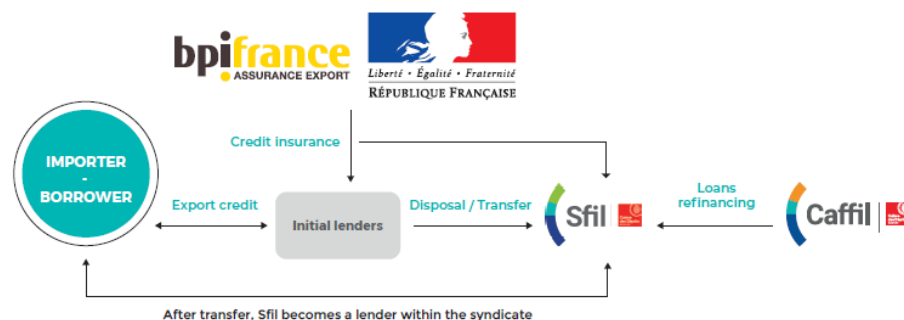 bpifrance
ASSURANCE EXPORT
Liberté • Égalité • Fraternité
RÉPUBLIQUE FRANÇAISE
Credit insurance
IMPORTER
-
BORROWER
Export credit
Initial lenders
Disposal / Transfer
Sfil
Loans
refinancing
Caffil
After transfer, Sfil becomes a lender within the syndicate